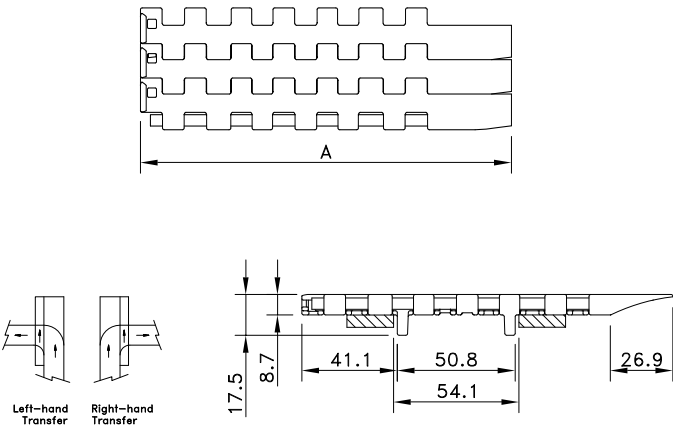 A
17.5
8.7
41.1
50.8
26.9
54.1
Left-hand
Transfer
Right-hand
Transfer